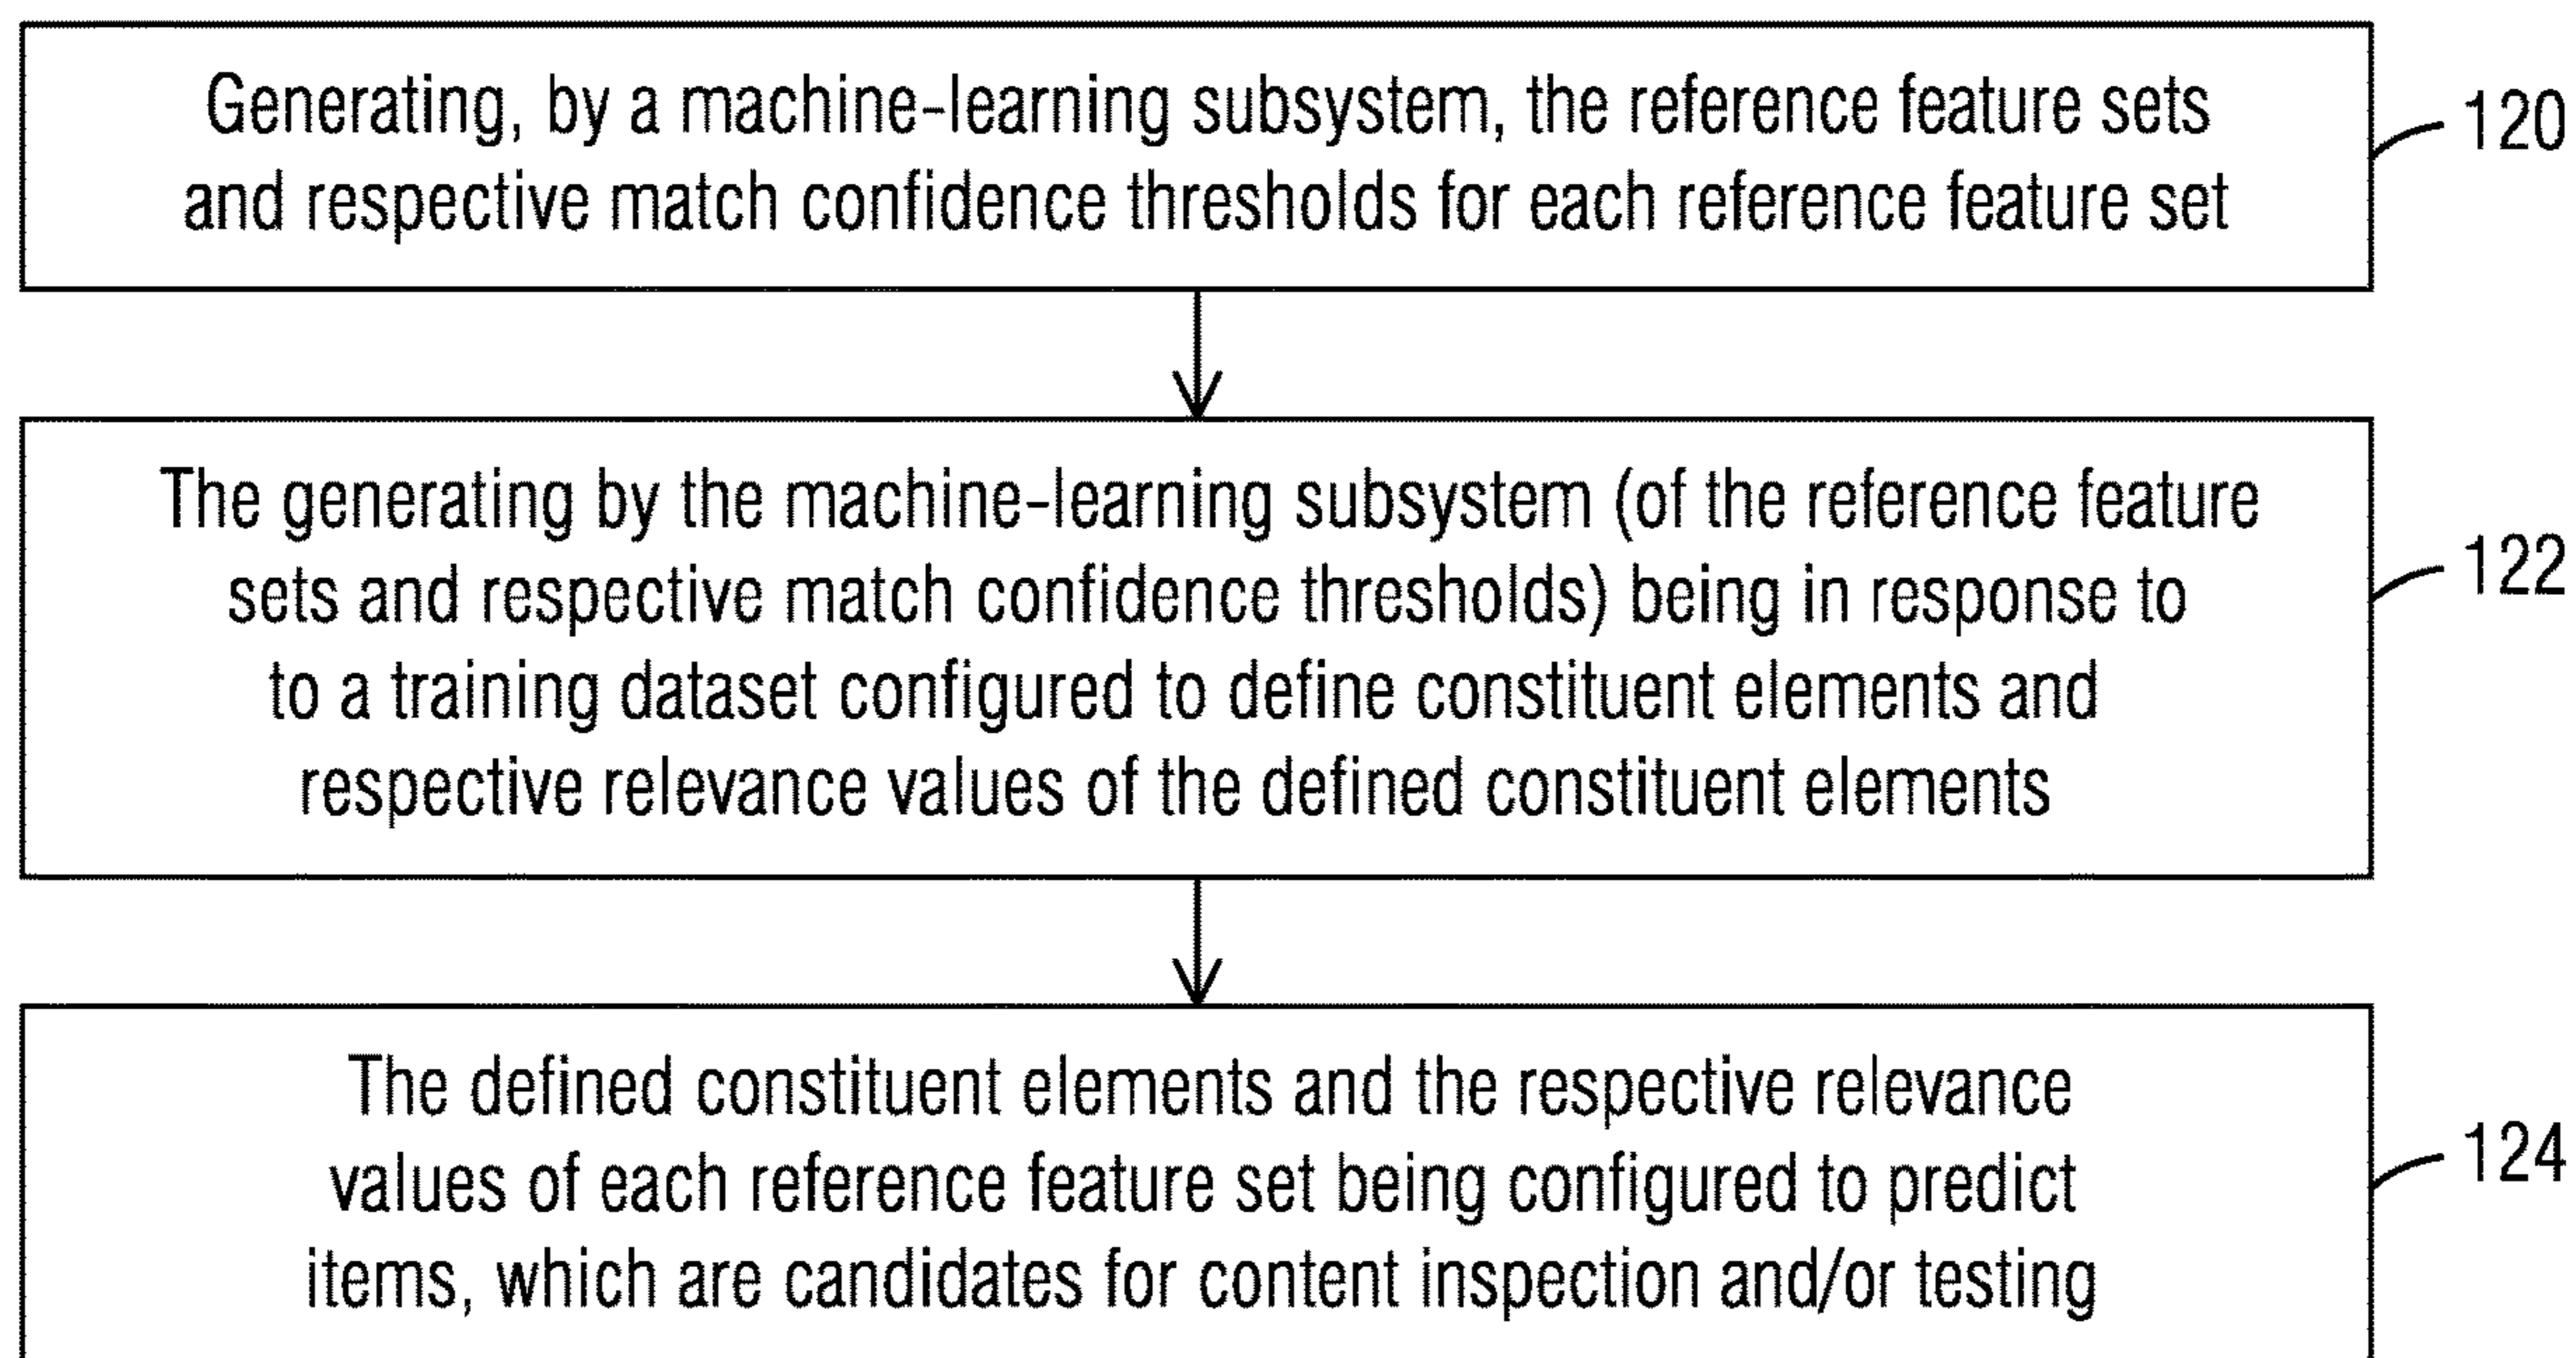 Generating, by a machine-learning subsystem, the reference feature sets
and respective match confidence thresholds for each reference feature set
120
The generating by the machine-learning subsystem (of the reference feature
sets and respective match confidence thresholds) being in response to
to a training dataset configured to define constituent elements and
respective relevance values of the defined constituent elements
122
The defined constituent elements and the respective relevance
values of each reference feature set being configured to predict
items, which are candidates for content inspection and/or testing
124